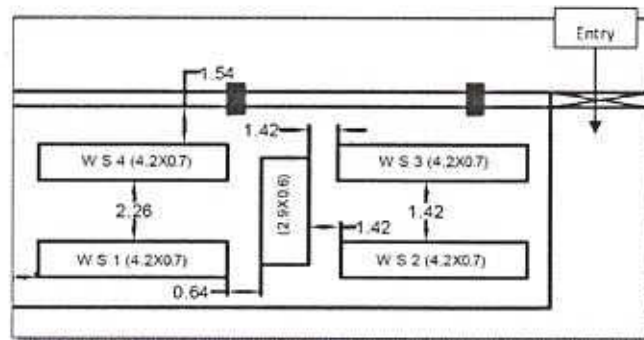 Entry
1.54
1.42
W S 4 (4.2X0.7)
W S 3 (4.2X0.7)
(2.9X0.6)
2.26
1.42
1.42
W S 1 (4.2X0.7)
W S 2 (4.2X0.7)
0.64